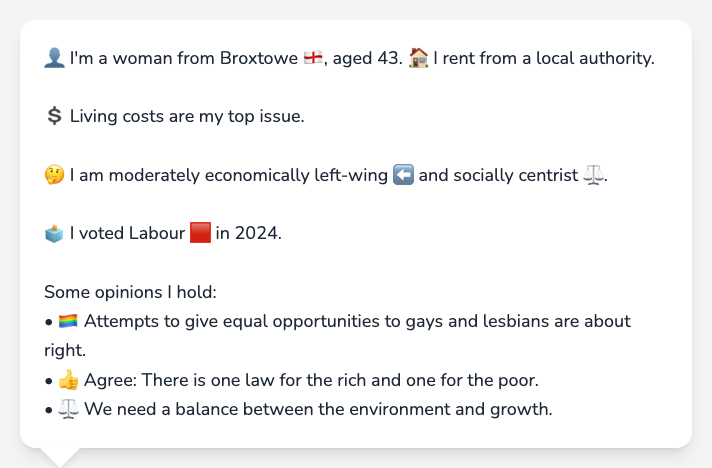 👤 I'm a woman from Broxtowe 🏴󠁧󠁢󠁥󠁮󠁧󠁿, aged 43. 🏠 I rent from a local authority.
💲 Living costs are my top issue.
🤔 I am moderately economically left-wing ⬅️ and socially centrist ⚖️.
🗳️ I voted Labour 🟥 in 2024.
Some opinions I hold:
• 🏳️‍🌈 Attempts to give equal opportunities to gays and lesbians are about
right.
• 👍 Agree: There is one law for the rich and one for the poor.
• ⚖️ We need a balance between the environment and growth.